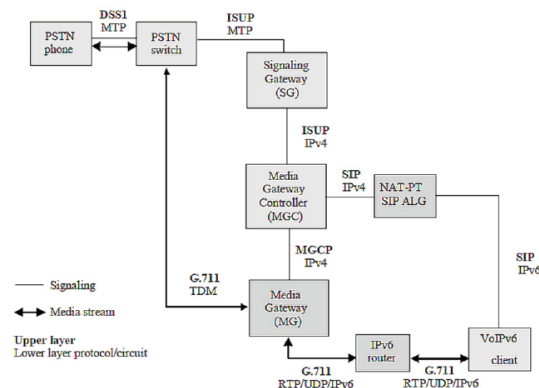 DSS1
MTP
ISUP
MTP
PSTN
phone
PSTN
switch
Signaling
Gateway
(SG)
ISUP
IPv4
Media
Gateway
Controller
(MGC)
SIP
IPv4
NAT-PT
SIP ALG
MGCP
IPv4
SIP
IPv6
G.711
TDM
Media
Gateway
(MG)
IPv6
router
VoIPv6
client
G.711
RTP/UDP/IPv6
G.711
RTP/UDP/IPv6
Signaling
Media stream
Upper layer
Lower layer protocol/circuit